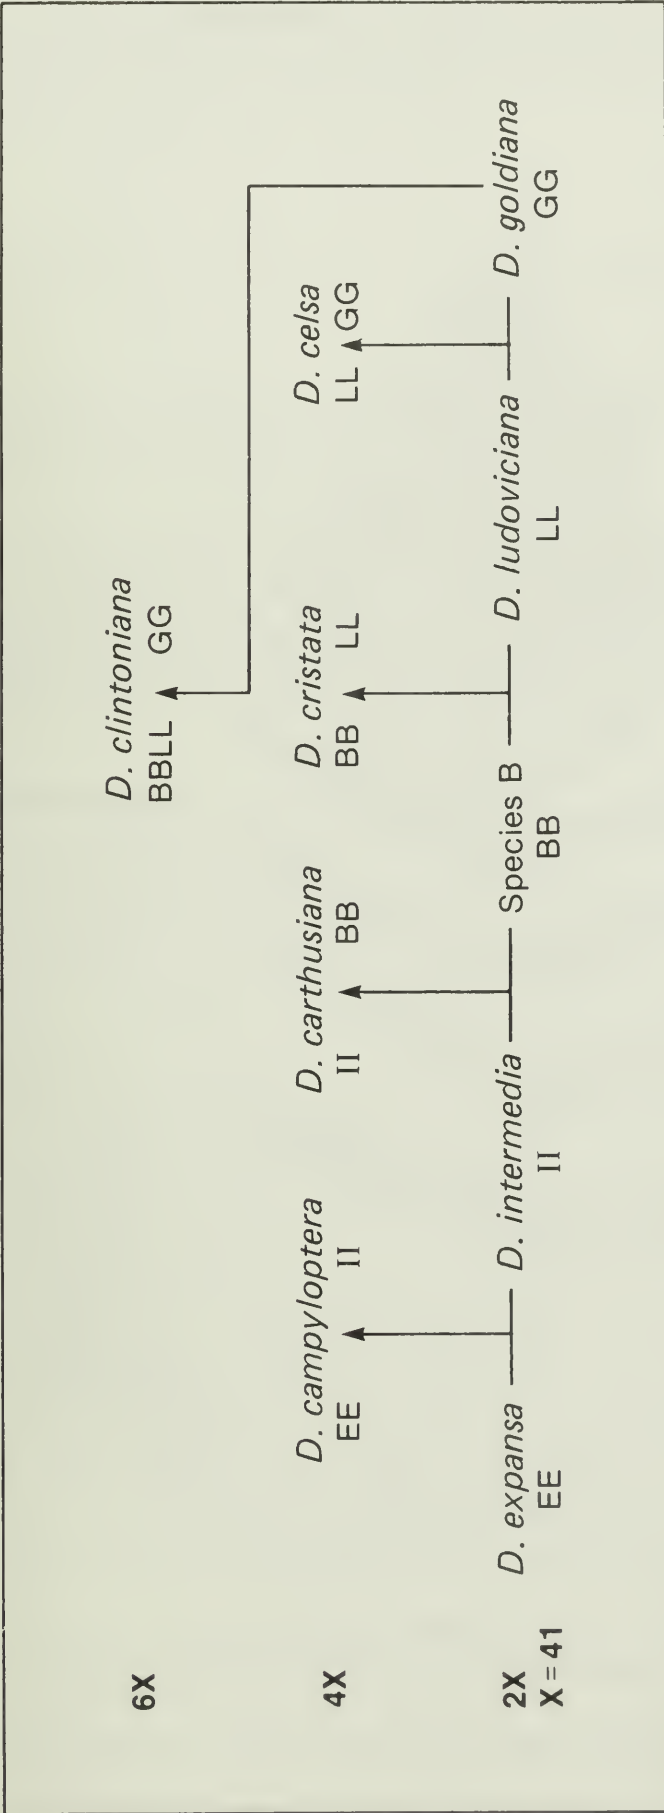 6X
D. clintoniana
BBLL GG
4X
D. campyloptera
EE II
D. carthusiana
II BB
D. cristata
BB LL
D. celsa
LL GG
2X
X = 41
D. expansa
EE
D. intermedia
II
Species B
BB
D. ludoviciana
LL
D. goldiana
GG